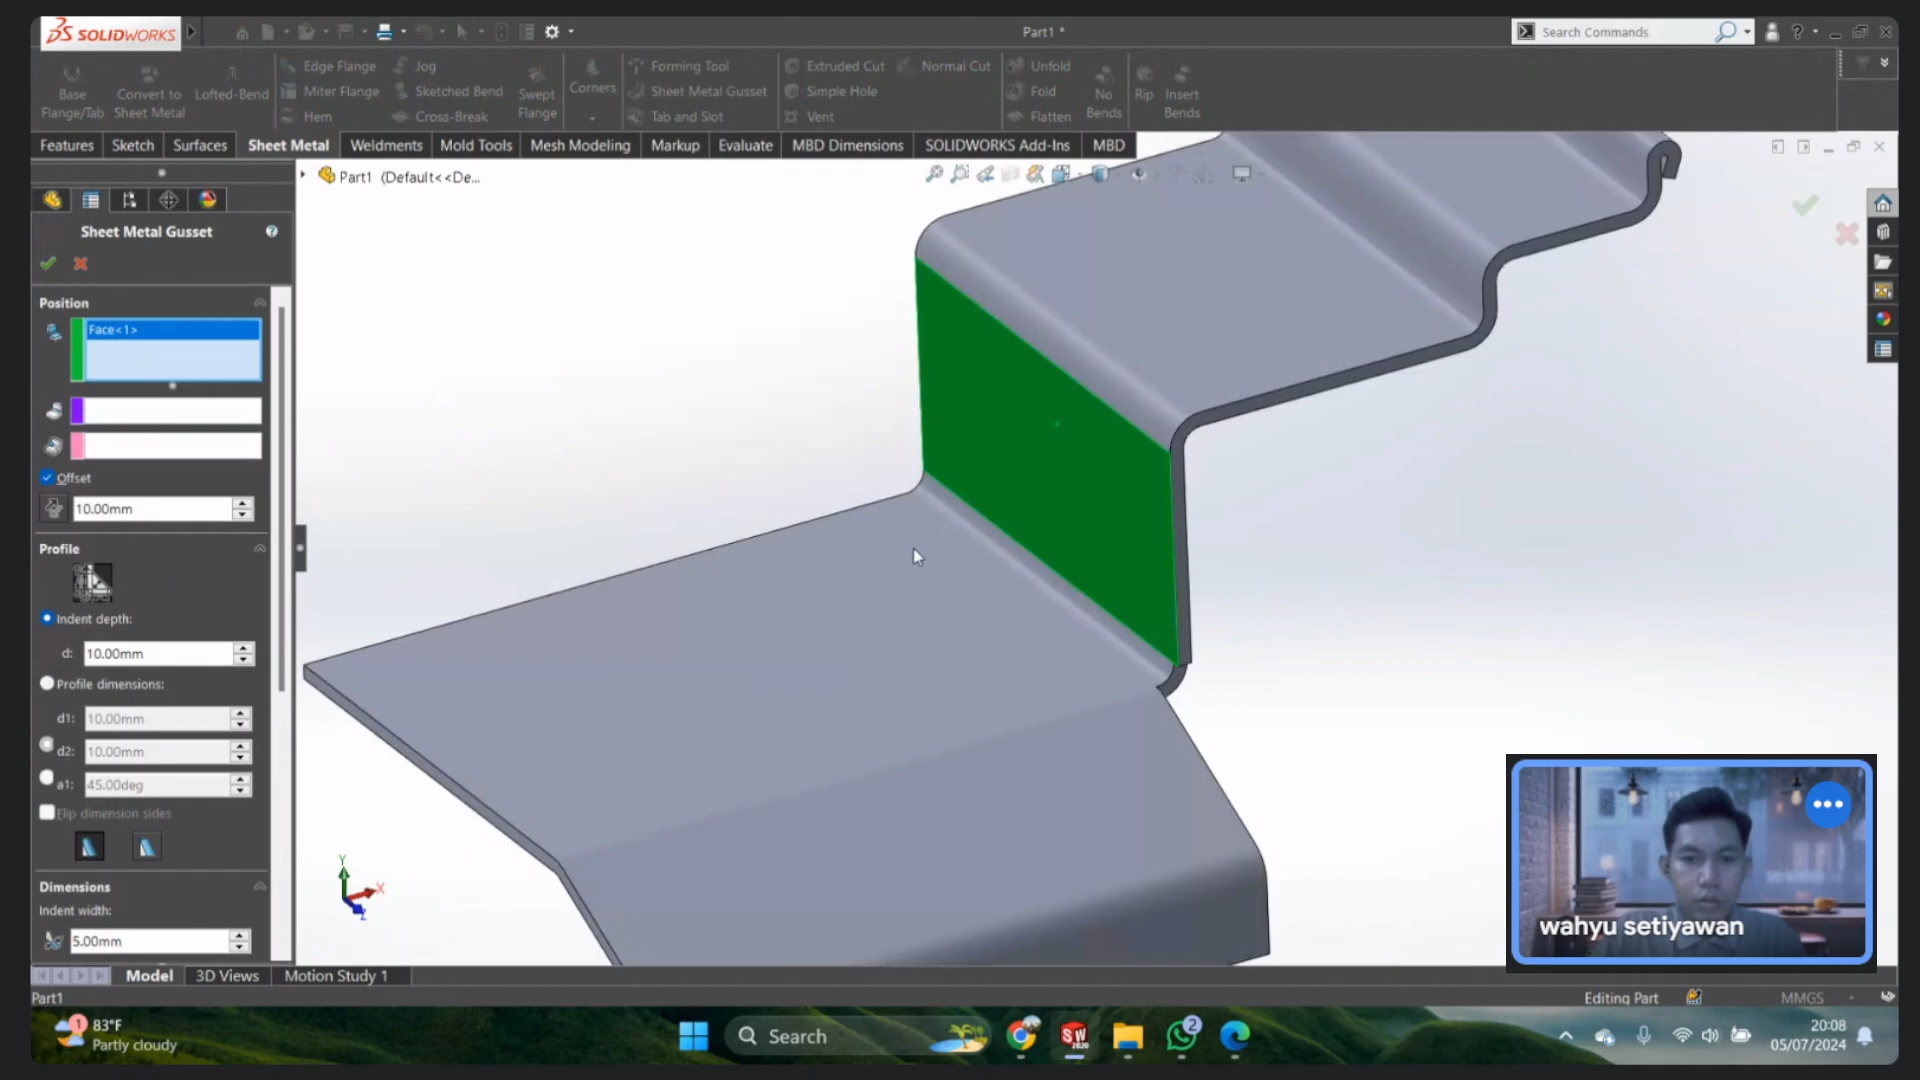 SOLIDWORKS
Part1 *
Search Commands
Base Flange/Tab
Convert to Sheet Metal
Lofted-Bend
Edge Flange
Miter Flange
Hem
Jog
Sketched Bend
Cross-Break
Swept Flange
Corners
Forming Tool
Sheet Metal Gusset
Tab and Slot
Extruded Cut
Simple Hole
Vent
Normal Cut
Unfold
Fold
Flatten
No Bends
Rip
Insert Bends
Features
Sketch
Surfaces
Sheet Metal
Weldments
Mold Tools
Mesh Modeling
Markup
Evaluate
MBD Dimensions
SOLIDWORKS Add-Ins
MBD
Part1 (Default<<De...
Sheet Metal Gusset
Position
Face<1>
Offset
10.00mm
Profile
Indent depth:
d: 10.00mm
Profile dimensions:
d1: 10.00mm
d2: 10.00mm
a1: 45.00deg
Flip dimension sides
Dimensions
Indent width:
5.00mm
Y
X
Z
wahyu setiyawan
Model
3D Views
Motion Study 1
Part1
Editing Part
MMGS
1
83°F
Partly cloudy
Search
SW
2020
2
20:08
05/07/2024